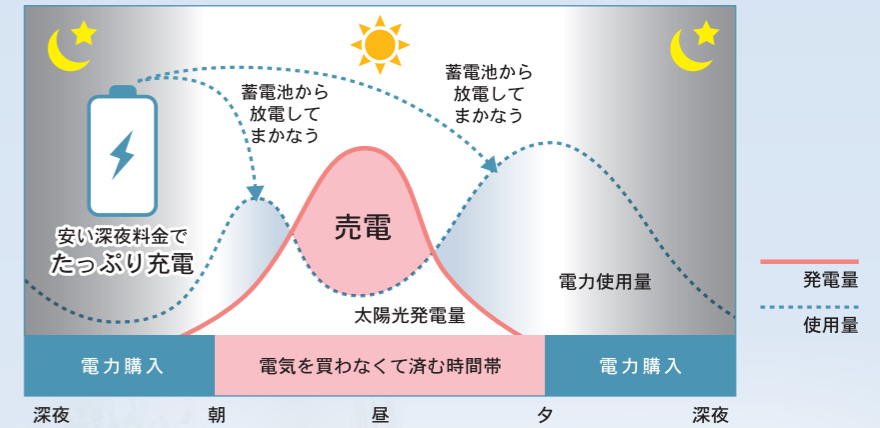 蓄電池から
放電して
まかなう
蓄電池から
放電して
まかなう
安い深夜料金で
たっぷり充電
売電
電力使用量
太陽光発電量
発電量
使用量
電力購入
電気を買わなくて済む時間帯
電力購入
深夜
朝
昼
夕
深夜